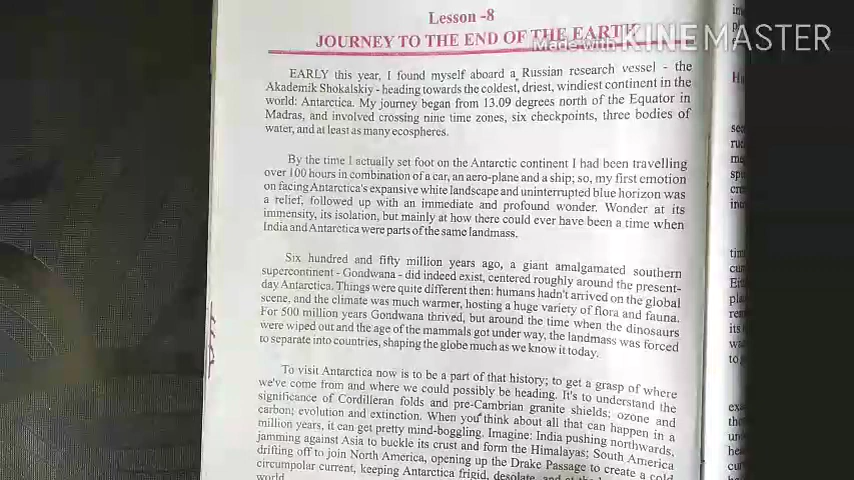 Lesson -8
JOURNEY TO THE END OF THE EARTH
Made with KINEMASTER
EARLY this year, I found myself aboard a Russian research vessel - the
Akademik Shokalskiy - heading towards the coldest, driest, windiest continent in the
world: Antarctica. My journey began from 13.09 degrees north of the Equator in
Madras, and involved crossing nine time zones, six checkpoints, three bodies of
water, and at least as many ecospheres.
By the time I actually set foot on the Antarctic continent I had been travelling
over 100 hours in combination of a car, an aero-plane and a ship; so, my first emotion
on facing Antarctica's expansive white landscape and uninterrupted blue horizon was
a relief, followed up with an immediate and profound wonder. Wonder at its
immensity, its isolation, but mainly at how there could ever have been a time when
India and Antarctica were parts of the same landmass.
Six hundred and fifty million years ago, a giant amalgamated southern
supercontinent - Gondwana - did indeed exist, centered roughly around the present-
day Antarctica. Things were quite different then: humans hadn't arrived on the global
scene, and the climate was much warmer, hosting a huge variety of flora and fauna.
For 500 million years Gondwana thrived, but around the time when the dinosaurs
were wiped out and the age of the mammals got under way, the landmass was forced
to separate into countries, shaping the globe much as we know it today.
To visit Antarctica now is to be a part of that history; to get a grasp of where
we've come from and where we could possibly be heading. It's to understand the
significance of Cordilleran folds and pre-Cambrian granite shields; ozone and
carbon; evolution and extinction. When you think about all that can happen in a
million years, it can get pretty mind-boggling. Imagine: India pushing northwards,
jamming against Asia to buckle its crust and form the Himalayas; South America
drifting off to join North America, opening up the Drake Passage to create a cold
circumpolar current, keeping Antarctica frigid, desolate, and at the
world.